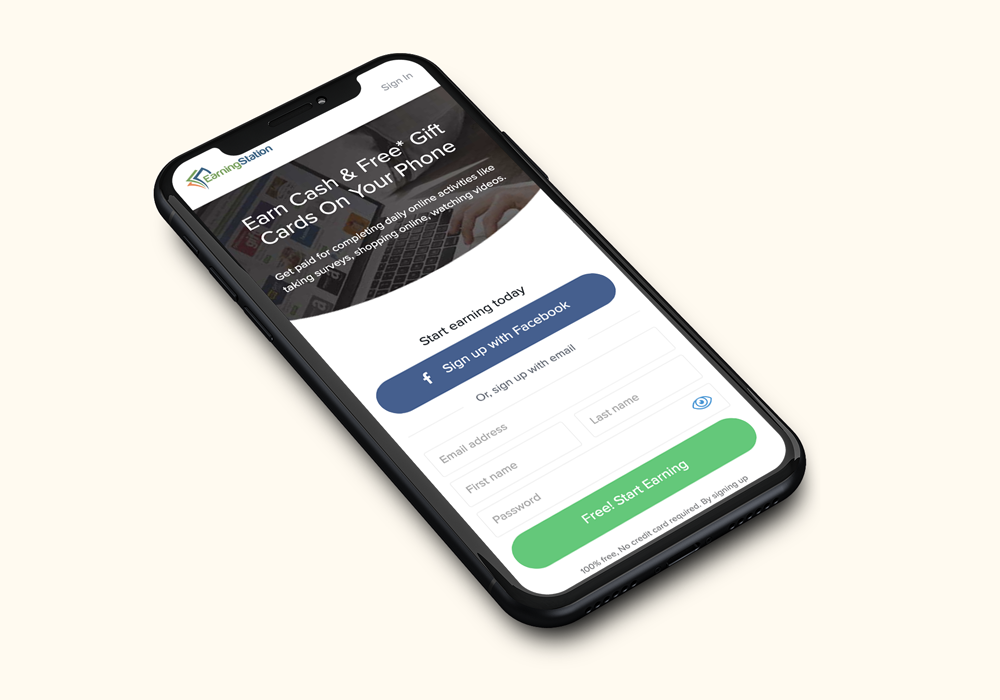 Sign In
EarningStation
Earn Cash & Free* Gift
Cards On Your Phone
Get paid for completing daily online activities like
taking surveys, shopping online, watching videos.
Start earning today
f Sign up with Facebook
Or, sign up with email
Email address
First name
Last name
Password
Free! Start Earning
100% free, No credit card required. By signing up